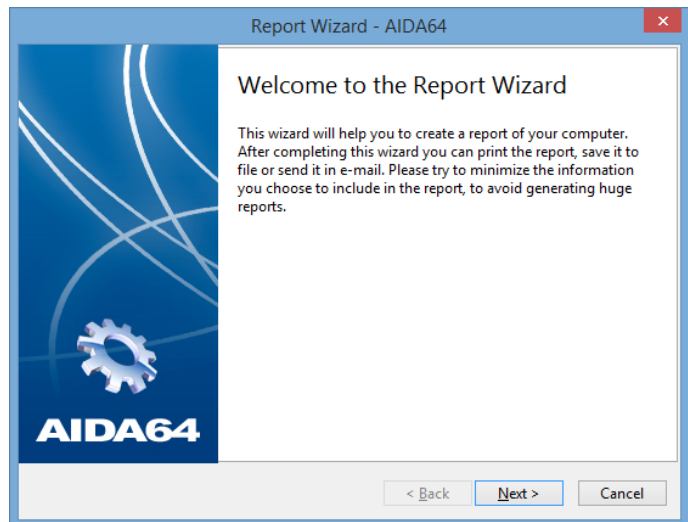 Report Wizard - AIDA64
Welcome to the Report Wizard
This wizard will help you to create a report of your computer.
After completing this wizard you can print the report, save it to
file or send it in e-mail. Please try to minimize the information
you choose to include in the report, to avoid generating huge
reports.
AIDA64
< Back Next > Cancel